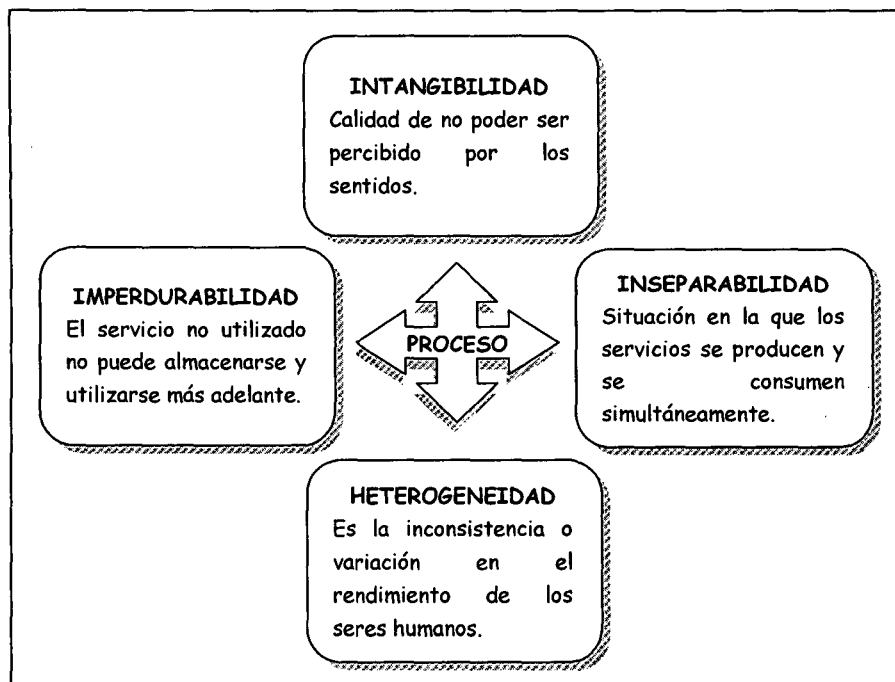 INTANGIBILIDAD
Calidad de no poder ser
percibido por los
sentidos.
IMPERDURABILIDAD
El servicio no utilizado
no puede almacenarse y
utilizarse más adelante.
PROCESO
INSEPARABILIDAD
Situación en la que los
servicios se producen y
se consumen
simultáneamente.
HETEROGENEIDAD
Es la inconsistencia o
variación en el
rendimiento de los
seres humanos.